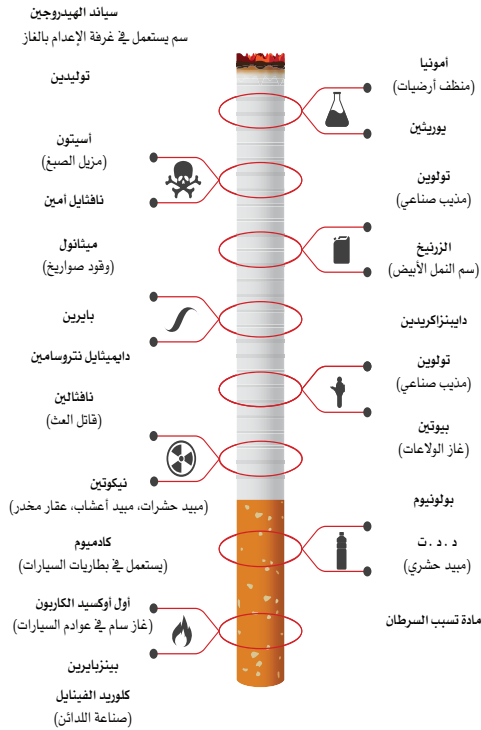 سياند الهيدروجين
سم يستعمل في غرفة الإعدام بالغاز
توليدين
أسيتون
(مزيل الصبغ)
نافثايل أمين
ميثانول
(وقود صواريخ)
بايرين
دايميثايل نتروسامين
نافثالين
(قاتل العث)
نيكوتين
(مبيد حشرات، مبيد أعشاب، عقار مخدر)
كادميوم
(يستعمل في بطاريات السيارات)
أول أوكسيد الكاربون
(غاز سام في عوادم السيارات)
بينزبايرين
كلوريد الفينايل
(صناعة اللدائن)
أمونيا
(منظف أرضيات)
يوريثين
تولوين
(مذيب صناعي)
الزرنيخ
(سم النمل الأبيض)
دايبنزاكريدين
تولوين
(مذيب صناعي)
بيوتين
(غاز الولاعات)
بولونيوم
د.د.ت
(مبيد حشري)
مادة تسبب السرطان